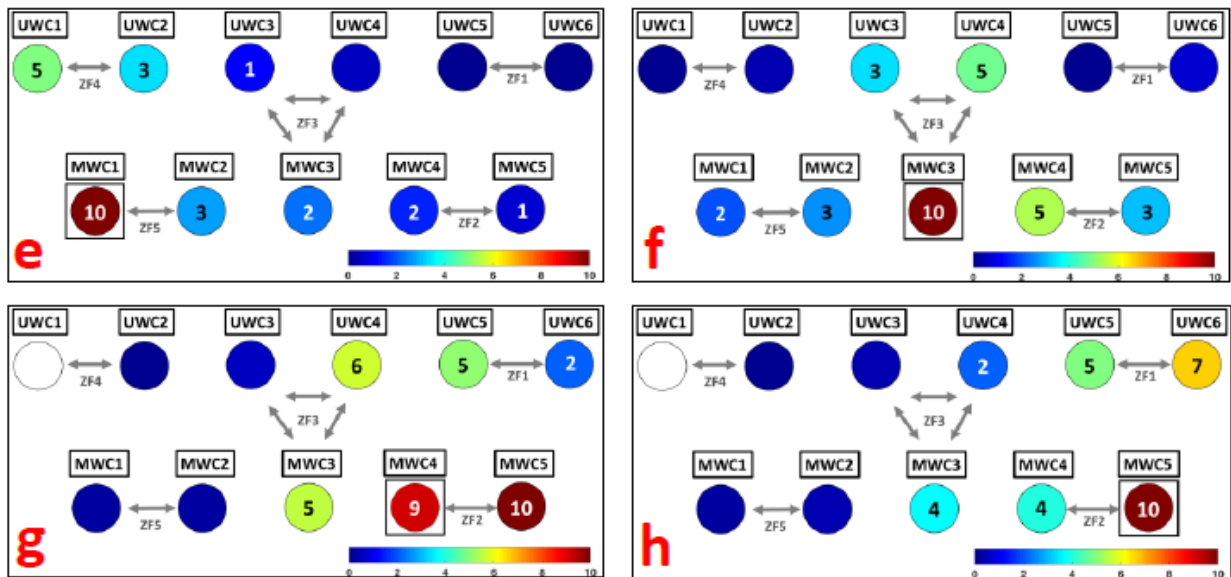 UWC1 UWC2 UWC3 UWC4 UWC5 UWC6
5 3 1
ZF4 ZF1
ZF3
MWC1 MWC2 MWC3 MWC4 MWC5
10 3 2 2 1
ZF5 ZF2
e
0 2 4 6 8 10
UWC1 UWC2 UWC3 UWC4 UWC5 UWC6
3 5
ZF4 ZF1
ZF3
MWC1 MWC2 MWC3 MWC4 MWC5
2 3 10 5 3
ZF5 ZF2
f
0 2 4 6 8 10
UWC1 UWC2 UWC3 UWC4 UWC5 UWC6
6 5 2
ZF4 ZF1
ZF3
MWC1 MWC2 MWC3 MWC4 MWC5
5 9 10
ZF5 ZF2
g
0 2 4 6 8 10
UWC1 UWC2 UWC3 UWC4 UWC5 UWC6
2 5 7
ZF4 ZF1
ZF3
MWC1 MWC2 MWC3 MWC4 MWC5
4 4 10
ZF5 ZF2
h
0 2 4 6 8 10